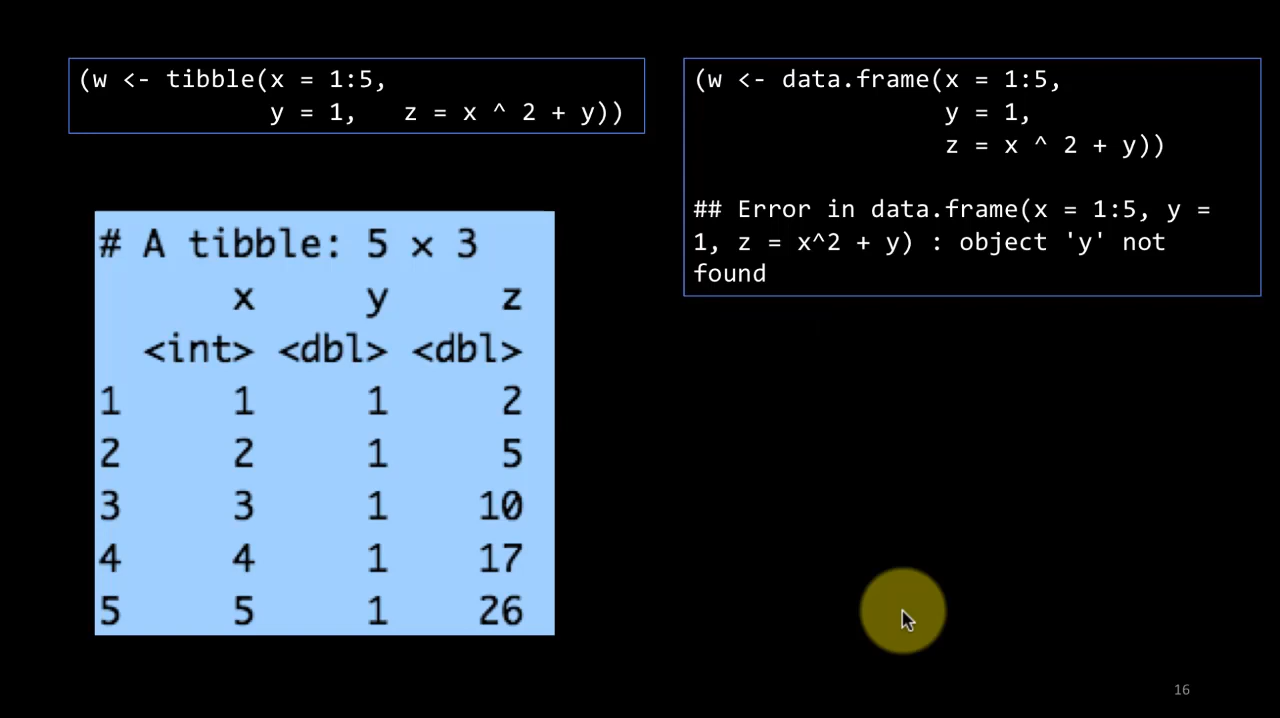 (w <- tibble(x = 1:5,
y = 1, z = x ^ 2 + y))
# A tibble: 5 × 3
x y z
<int> <dbl> <dbl>
1 1 1 2
2 2 1 5
3 3 1 10
4 4 1 17
5 5 1 26
(w <- data.frame(x = 1:5,
y = 1,
z = x ^ 2 + y))
## Error in data.frame(x = 1:5, y =
1, z = x^2 + y) : object 'y' not
found
16